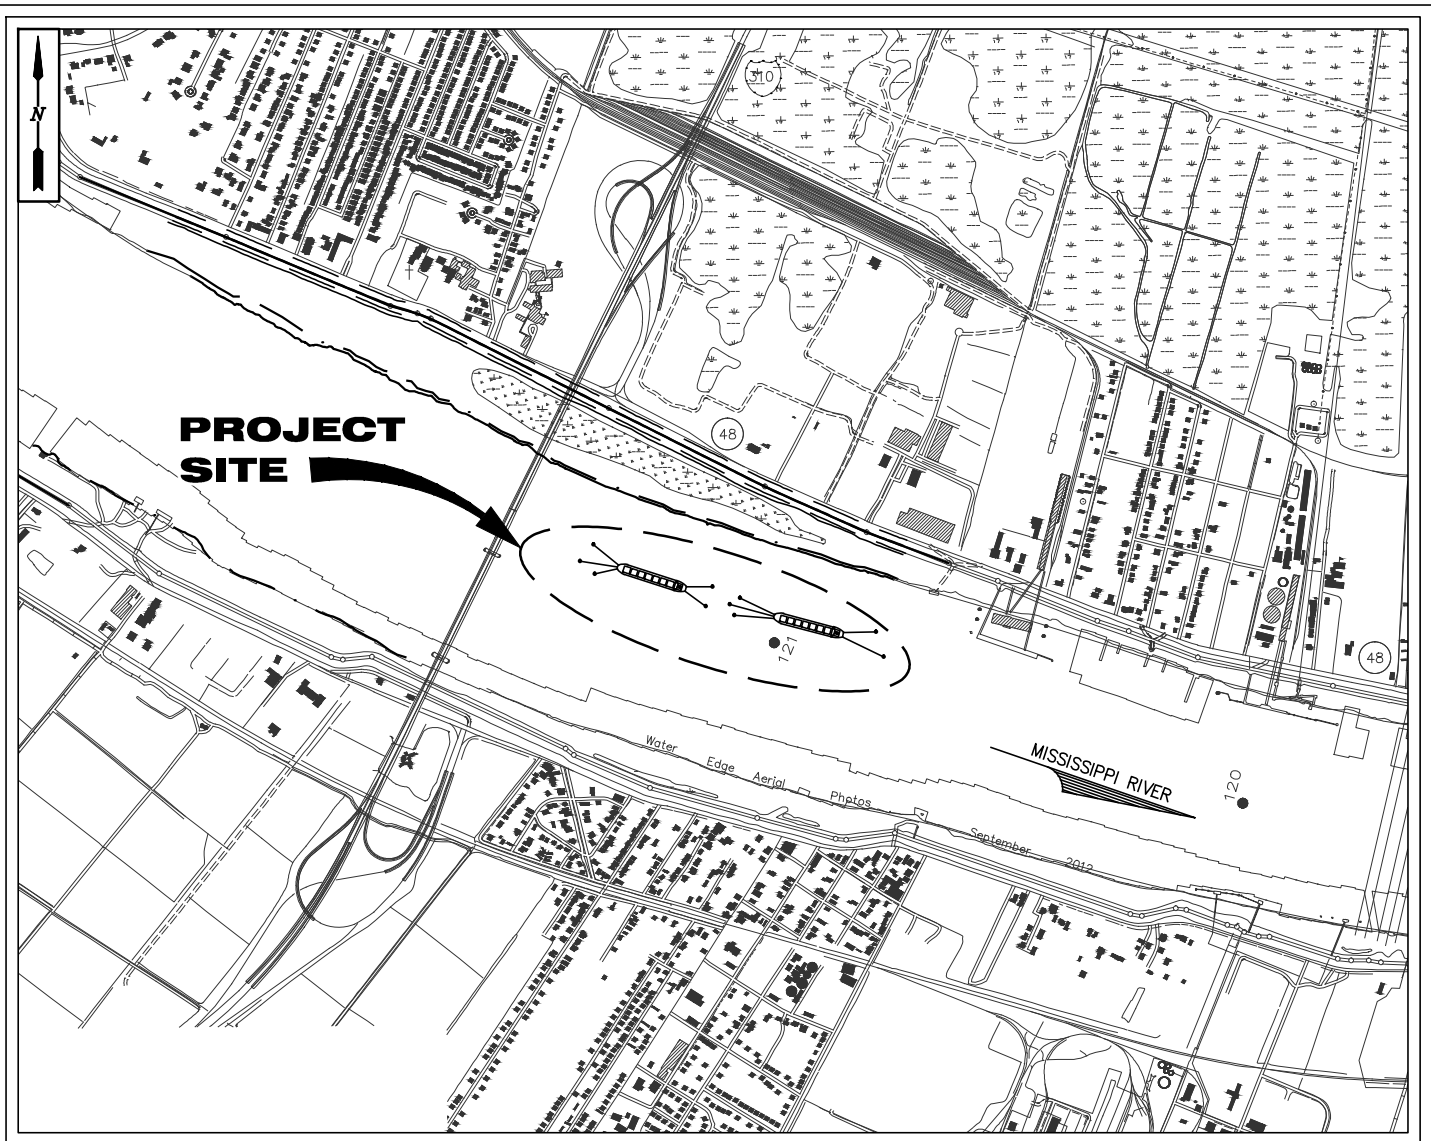 N
310
48
PROJECT
SITE
121
48
MISSISSIPPI RIVER
120
Water Edge Aerial Photos September 2012